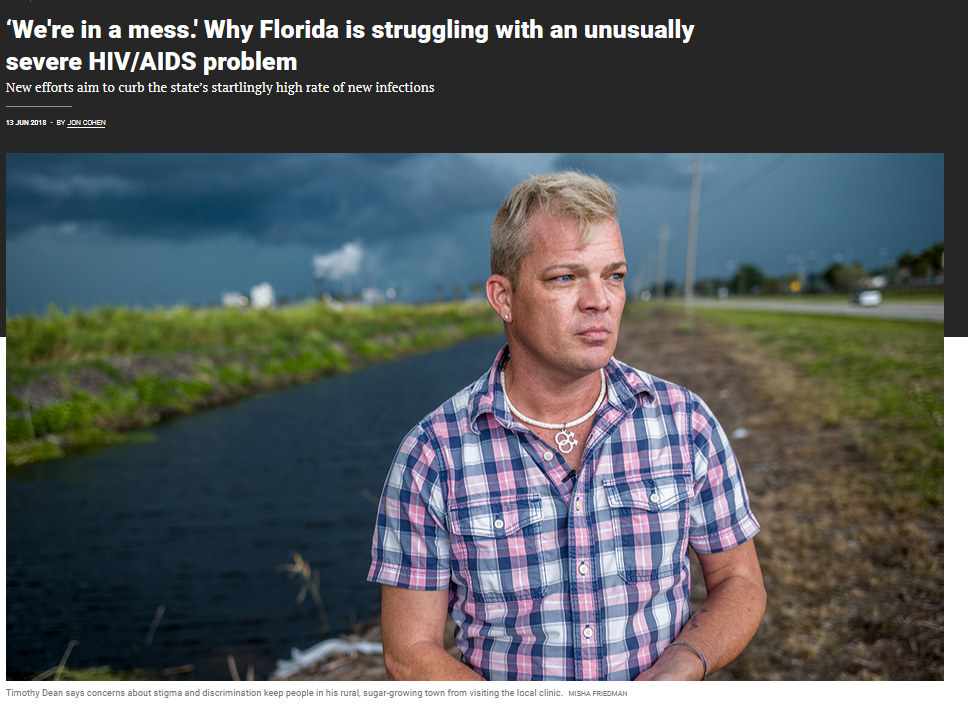 ‘We're in a mess.’ Why Florida is struggling with an unusually
severe HIV/AIDS problem
New efforts aim to curb the state’s startlingly high rate of new infections
13 JUN 2018 · BY JON COHEN
Timothy Dean says concerns about stigma and discrimination keep people in his rural, sugar-growing town from visiting the local clinic. MISHA FRIEDMAN